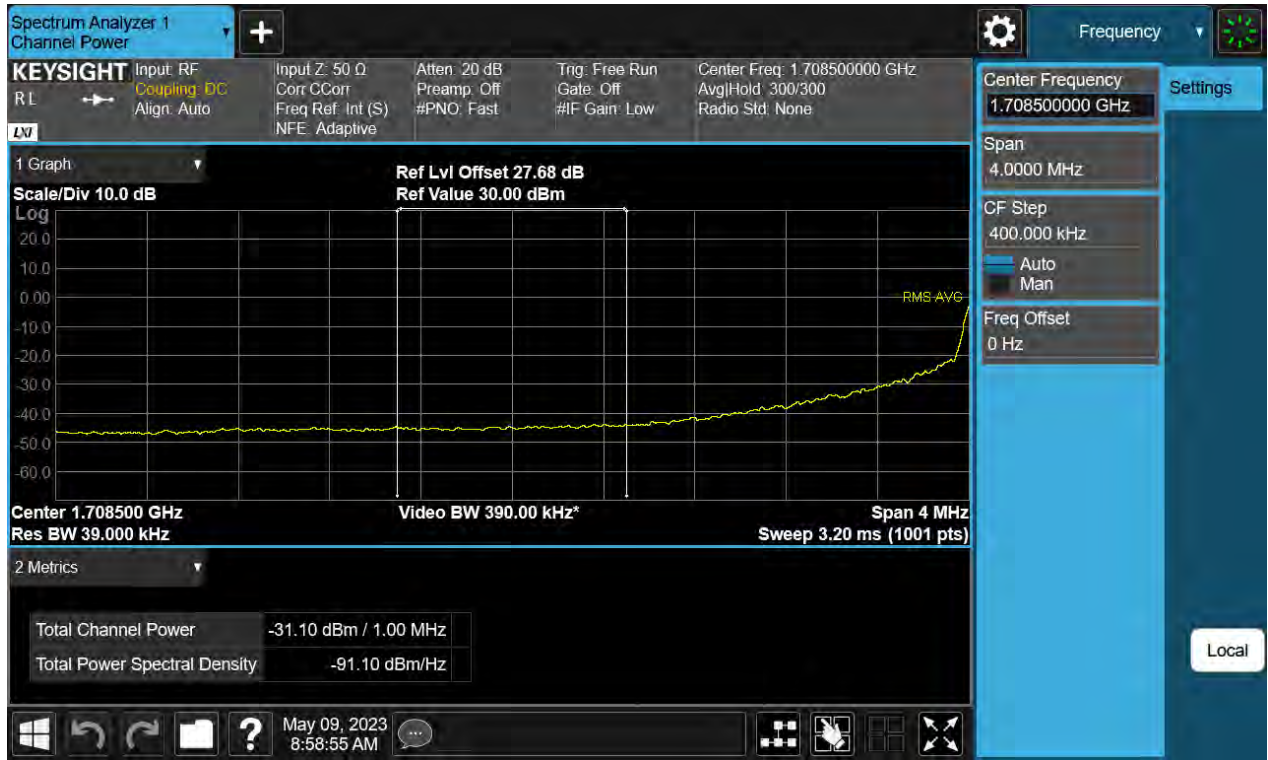 Spectrum Analyzer 1
Channel Power
Frequency
KEYSIGHT
RL
LXI
Input: RF
Coupling: DC
Align: Auto
Input Z: 50 Ω
Corr CCorr
Freq Ref: Int (S)
NFE: Adaptive
Atten: 20 dB
Preamp: Off
#PNO: Fast
Trig: Free Run
Gate: Off
#IF Gain: Low
Center Freq: 1.708500000 GHz
Avg|Hold: 300/300
Radio Std: None
1 Graph
Scale/Div 10.0 dB
Ref Lvl Offset 27.68 dB
Ref Value 30.00 dBm
Log
20.0
10.0
0.00
-10.0
-20.0
-30.0
-40.0
-50.0
-60.0
RMS AVG
Center 1.708500 GHz
Res BW 39.000 kHz
Video BW 390.00 kHz*
Span 4 MHz
Sweep 3.20 ms (1001 pts)
2 Metrics
Total Channel Power -31.10 dBm / 1.00 MHz
Total Power Spectral Density -91.10 dBm/Hz
?
May 09, 2023
8:58:55 AM
Center Frequency
1.708500000 GHz
Span
4.0000 MHz
CF Step
400.000 kHz
Auto
Man
Freq Offset
0 Hz
Settings
Local